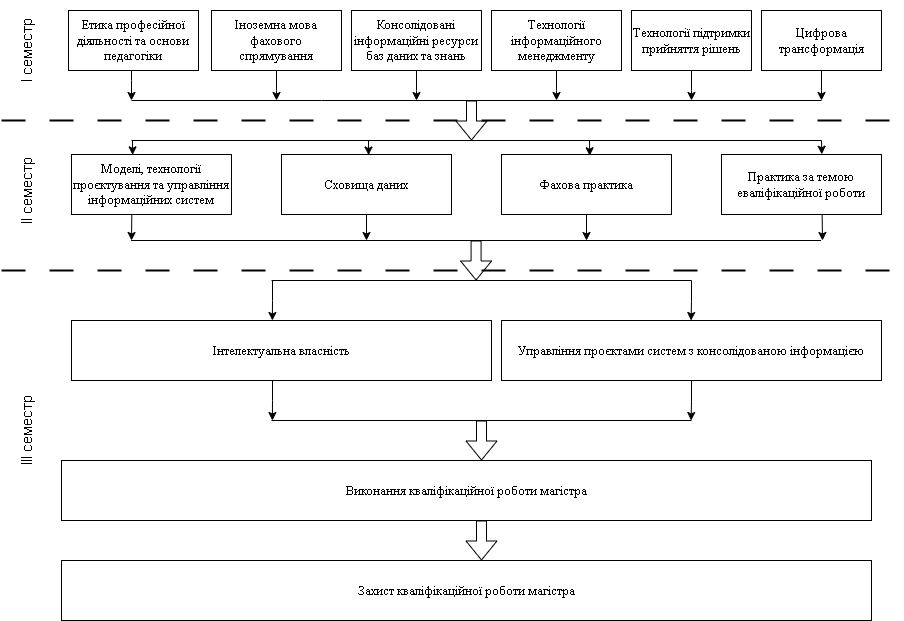 І семестр
Етика професійної
діяльності та основи
педагогіки
Іноземна мова
фахового
спрямування
Консолідовані
інформаційні ресурси
баз даних та знань
Технології
інформаційного
менеджменту
Технології підтримки
прийняття рішень
Цифрова
трансформація
ІІ семестр
Моделі, технології
проєктування та управління
інформаційних систем
Сховища даних
Фахова практика
Практика за темою
еваліфікаційної роботи
ІІІ семестр
Інтелектуальна власність
Управління проєктами систем з консолідованою інформацією
Виконання кваліфікаційної роботи магістра
Захист кваліфікаційної роботи магістра